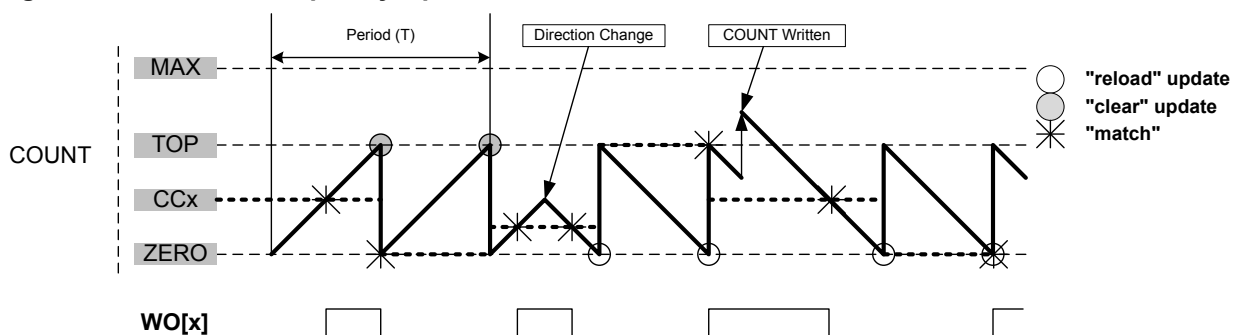 Period (T)
Direction Change
COUNT Written
MAX
"reload" update
"clear" update
TOP
"match"
COUNT
CCx
ZERO
WO[x]